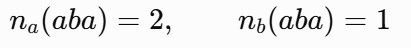 n_a(aba) = 2, n_b(aba) = 1